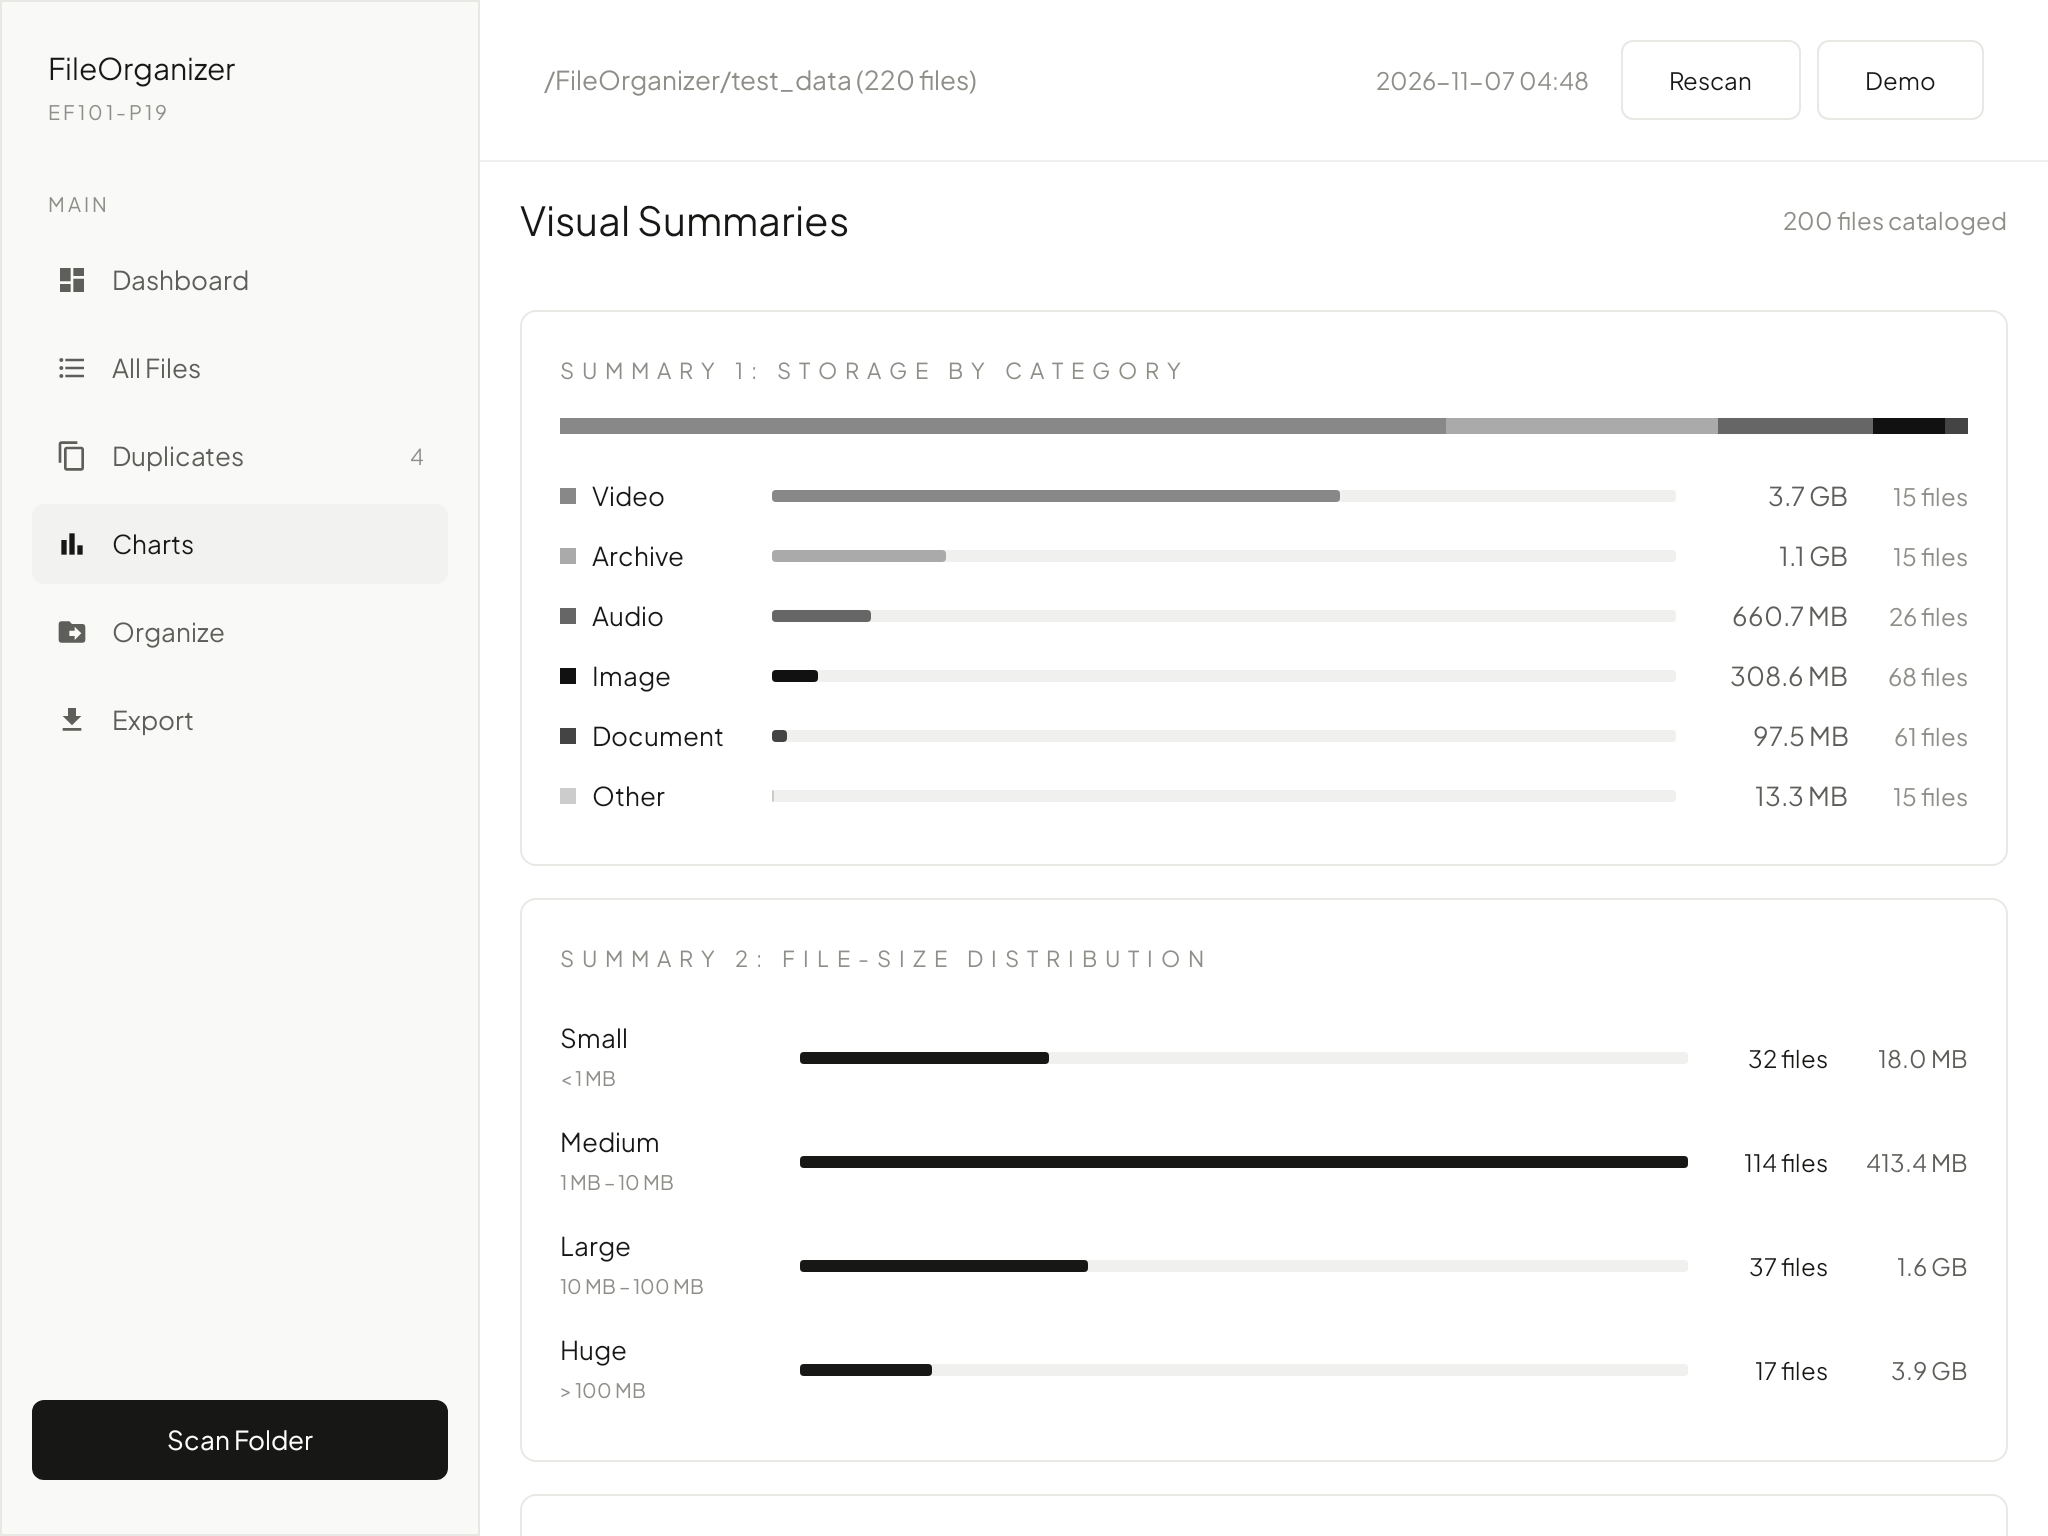 FileOrganizer
EF101-P19
MAIN
Dashboard
All Files
Duplicates 4
Charts
Organize
Export
Scan Folder
/FileOrganizer/test_data (220 files) 2026-11-07 04:48 Rescan Demo
Visual Summaries 200 files cataloged
SUMMARY 1: STORAGE BY CATEGORY
Video 3.7 GB 15 files
Archive 1.1 GB 15 files
Audio 660.7 MB 26 files
Image 308.6 MB 68 files
Document 97.5 MB 61 files
Other 13.3 MB 15 files
SUMMARY 2: FILE-SIZE DISTRIBUTION
Small
< 1 MB
32 files 18.0 MB
Medium
1 MB – 10 MB
114 files 413.4 MB
Large
10 MB – 100 MB
37 files 1.6 GB
Huge
> 100 MB
17 files 3.9 GB